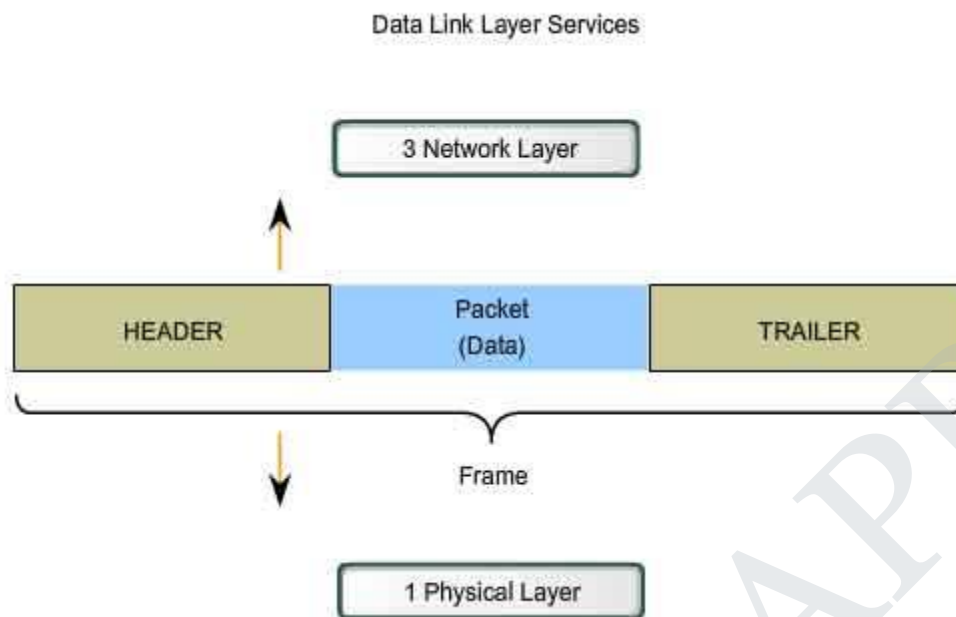 Data Link Layer Services
3 Network Layer
HEADER
Packet
(Data)
TRAILER
Frame
1 Physical Layer